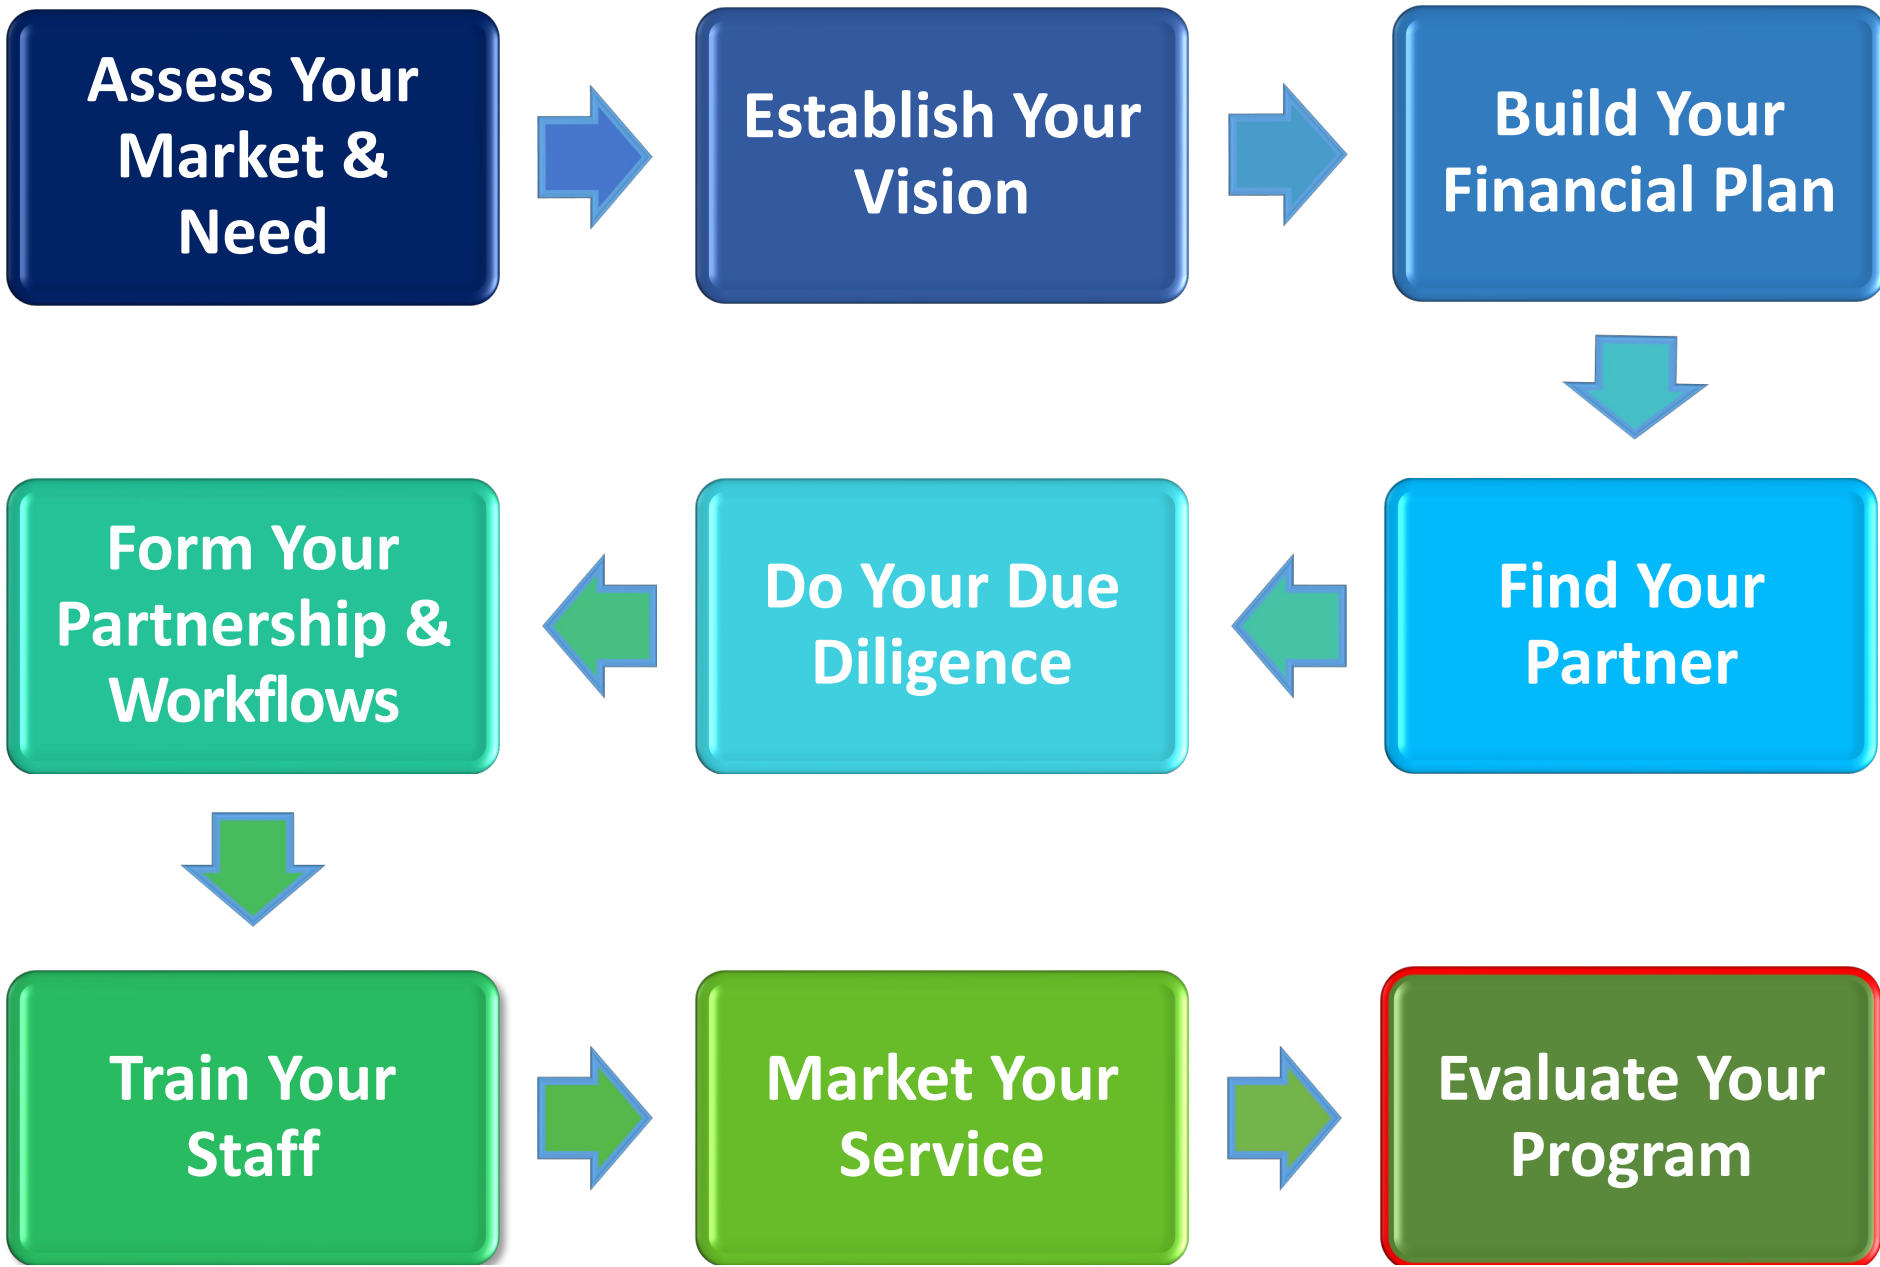 Assess Your
Market &
Need
Establish Your
Vision
Build Your
Financial Plan
Find Your
Partner
Do Your Due
Diligence
Form Your
Partnership &
Workflows
Train Your
Staff
Market Your
Service
Evaluate Your
Program